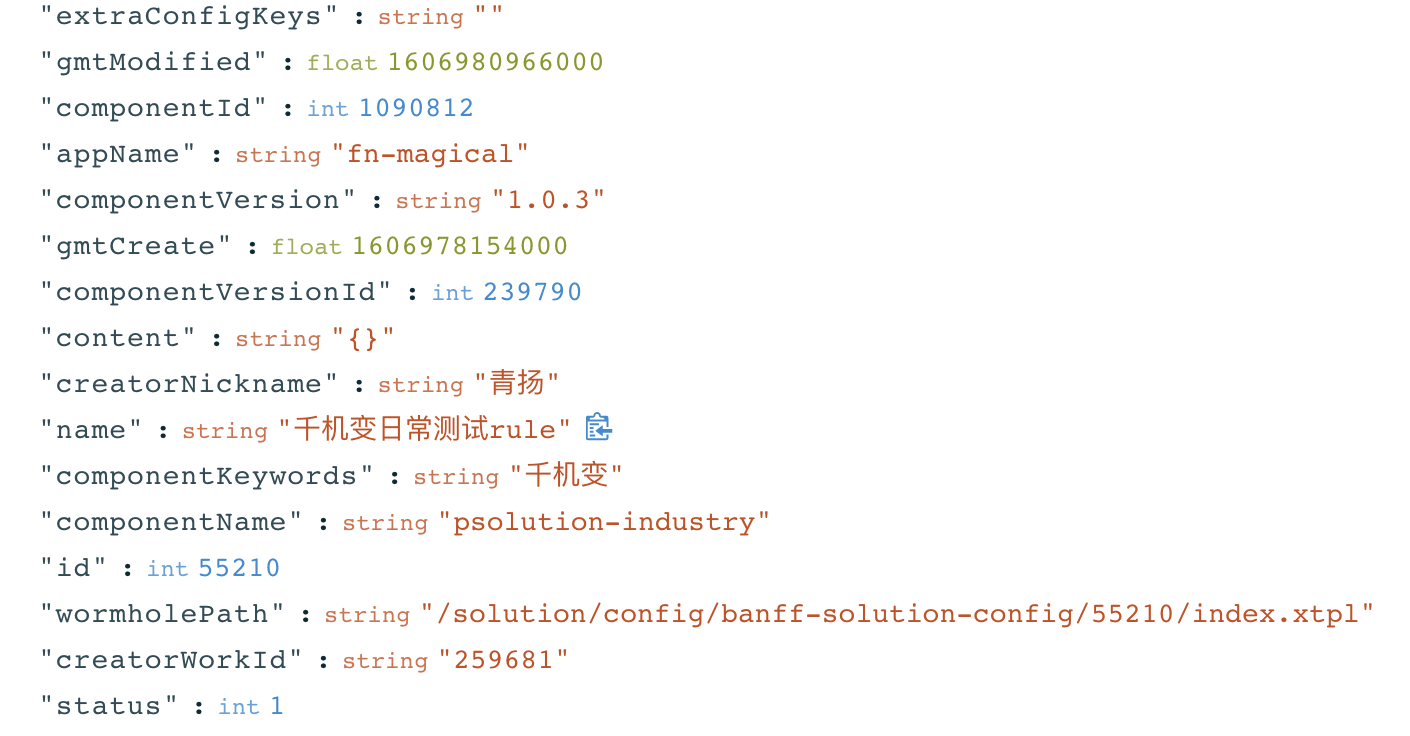 "extraConfigKeys" : string ""
"gmtModified" : float 1606980966000
"componentId" : int 1090812
"appName" : string "fn-magical"
"componentVersion" : string "1.0.3"
"gmtCreate" : float 1606978154000
"componentVersionId" : int 239790
"content" : string "{}"
"creatorNickname" : string "青扬"
"name" : string "千机变日常测试rule"
"componentKeywords" : string "千机变"
"componentName" : string "psolution-industry"
"id" : int 55210
"wormholePath" : string "/solution/config/banff-solution-config/55210/index.xtpl"
"creatorWorkId" : string "259681"
"status" : int 1